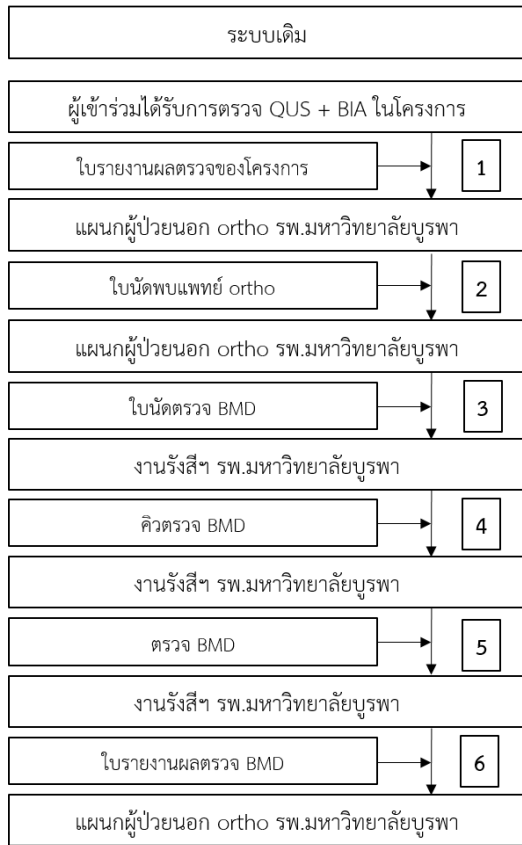 ระบบเดิม
ผู้เข้าร่วมได้รับการตรวจ QUS + BIA ในโครงการ
ใบรายงานผลตรวจของโครงการ
1
แผนกผู้ป่วยนอก ortho รพ.มหาวิทยาลัยบูรพา
ใบนัดพบแพทย์ ortho
2
แผนกผู้ป่วยนอก ortho รพ.มหาวิทยาลัยบูรพา
ใบนัดตรวจ BMD
3
งานรังสีฯ รพ.มหาวิทยาลัยบูรพา
คิวตรวจ BMD
4
งานรังสีฯ รพ.มหาวิทยาลัยบูรพา
ตรวจ BMD
5
งานรังสีฯ รพ.มหาวิทยาลัยบูรพา
ใบรายงานผลตรวจ BMD
6
แผนกผู้ป่วยนอก ortho รพ.มหาวิทยาลัยบูรพา